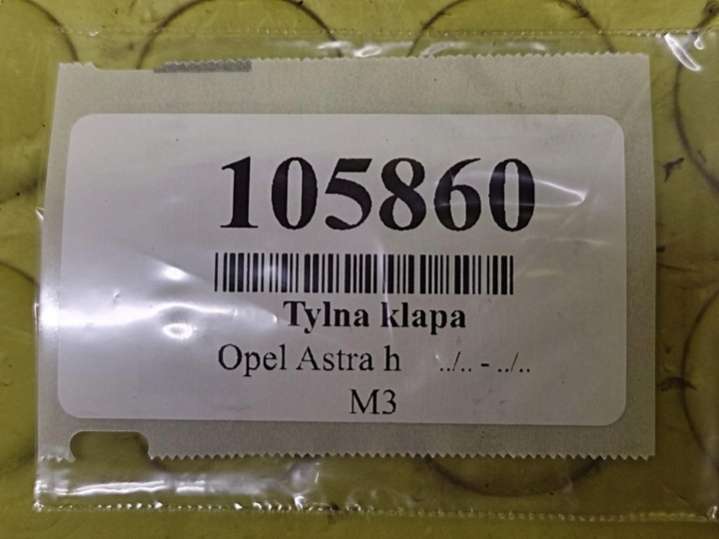 105860
Tylna klapa
Opel Astra h ../.. - ../..
M3